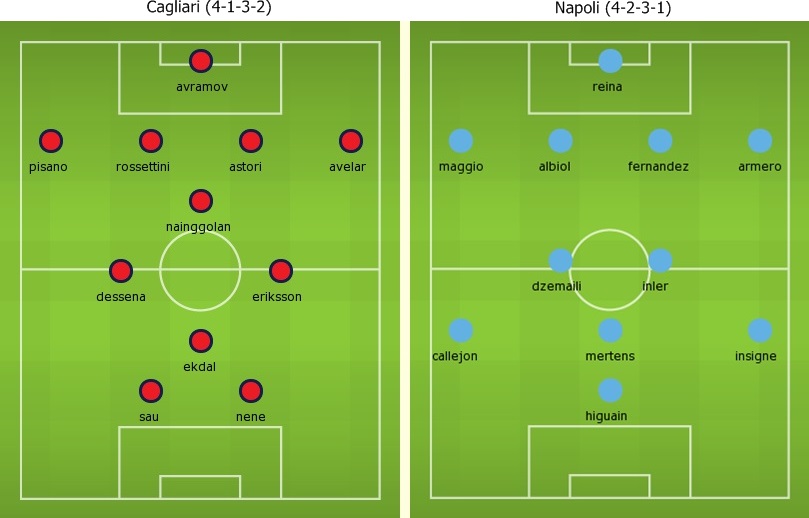 Cagliari (4-1-3-2)
avramov
pisano rossettini astori avelar
nainggolan
dessena eriksson
ekdal
sau nene
Napoli (4-2-3-1)
reina
maggio albiol fernandez armero
dzemaili inler
callejon mertens insigne
higuain